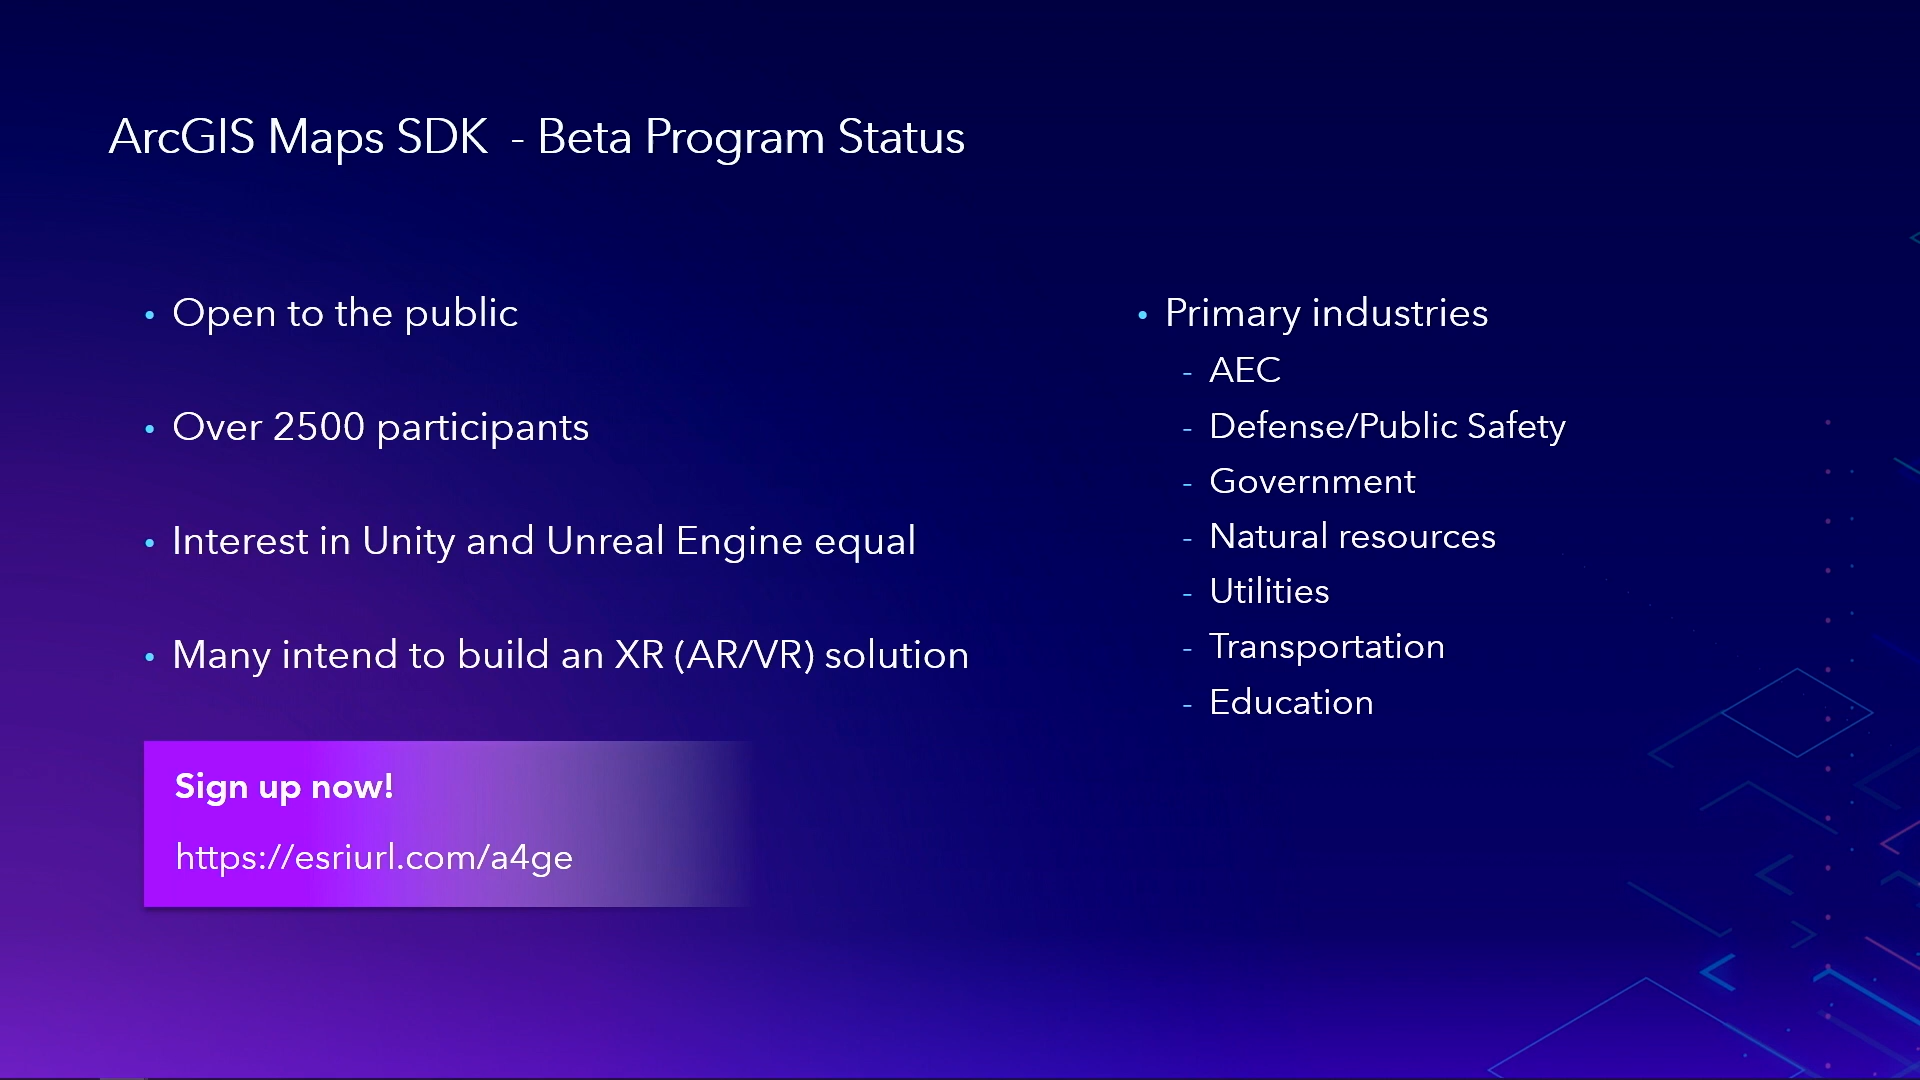 ArcGIS Maps SDK - Beta Program Status
• Open to the public
• Over 2500 participants
• Interest in Unity and Unreal Engine equal
• Many intend to build an XR (AR/VR) solution
Sign up now!
https://esriurl.com/a4ge
• Primary industries
- AEC
- Defense/Public Safety
- Government
- Natural resources
- Utilities
- Transportation
- Education